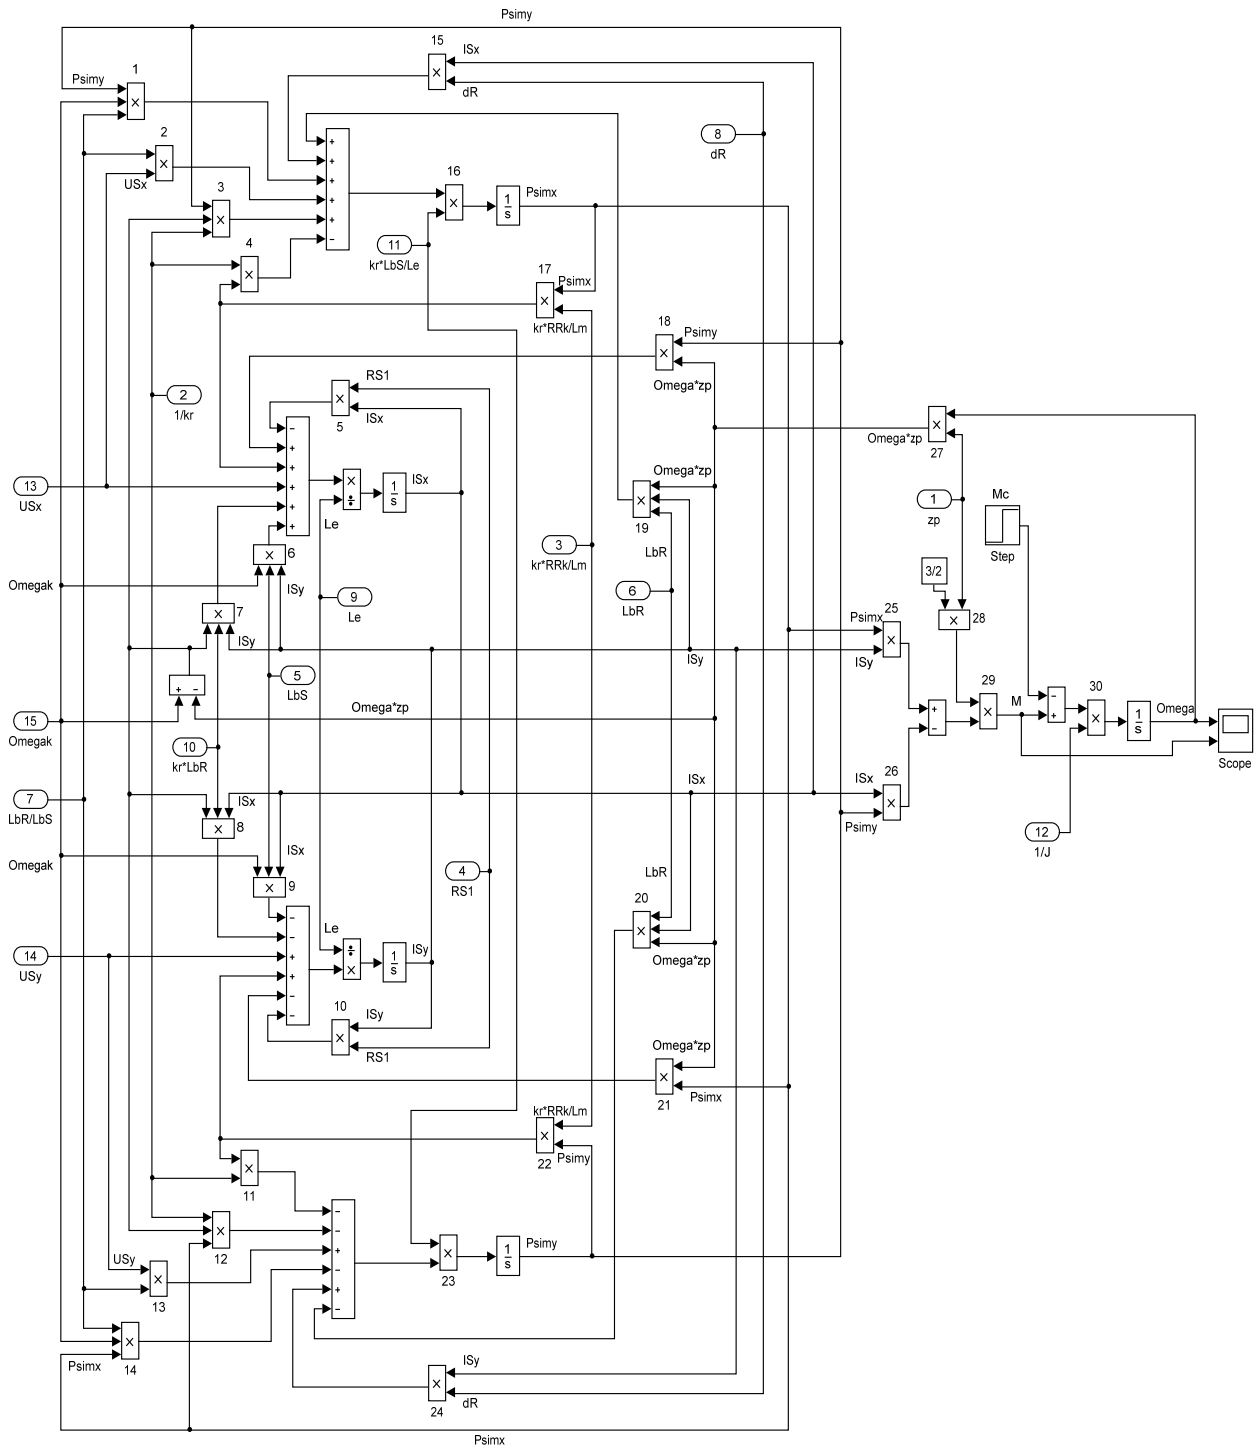 Psimy
15
ISx
dR
1
Psimy
2
USx
3
4
8
dR
16
1
s
Psimx
11
kr*LbS/Le
17
Psimx
kr*RRk/Lm
18
Psimy
Omega*zp
2
1/kr
RS1
ISx
5
27
Omega*zp
13
USx
1
s
ISx
Le
Omega*zp
19
LbR
1
zp
Mc
Step
3
kr*RRk/Lm
6
Omegak
ISy
9
Le
6
LbR
3/2
28
7
ISy
Psimx
25
ISy
ISy
5
LbS
Omega*zp
15
Omegak
10
kr*LbR
29
M
30
1
s
Omega
Scope
7
LbR/LbS
ISx
8
ISx
ISx
26
Psimy
12
1/J
Omegak
ISx
9
4
RS1
LbR
20
Omega*zp
14
USy
Le
1
s
ISy
10
ISy
RS1
Omega*zp
21
Psimx
kr*RRk/Lm
22
Psimy
11
12
USy
13
23
1
s
Psimy
Psimx
14
ISy
dR
24
Psimx